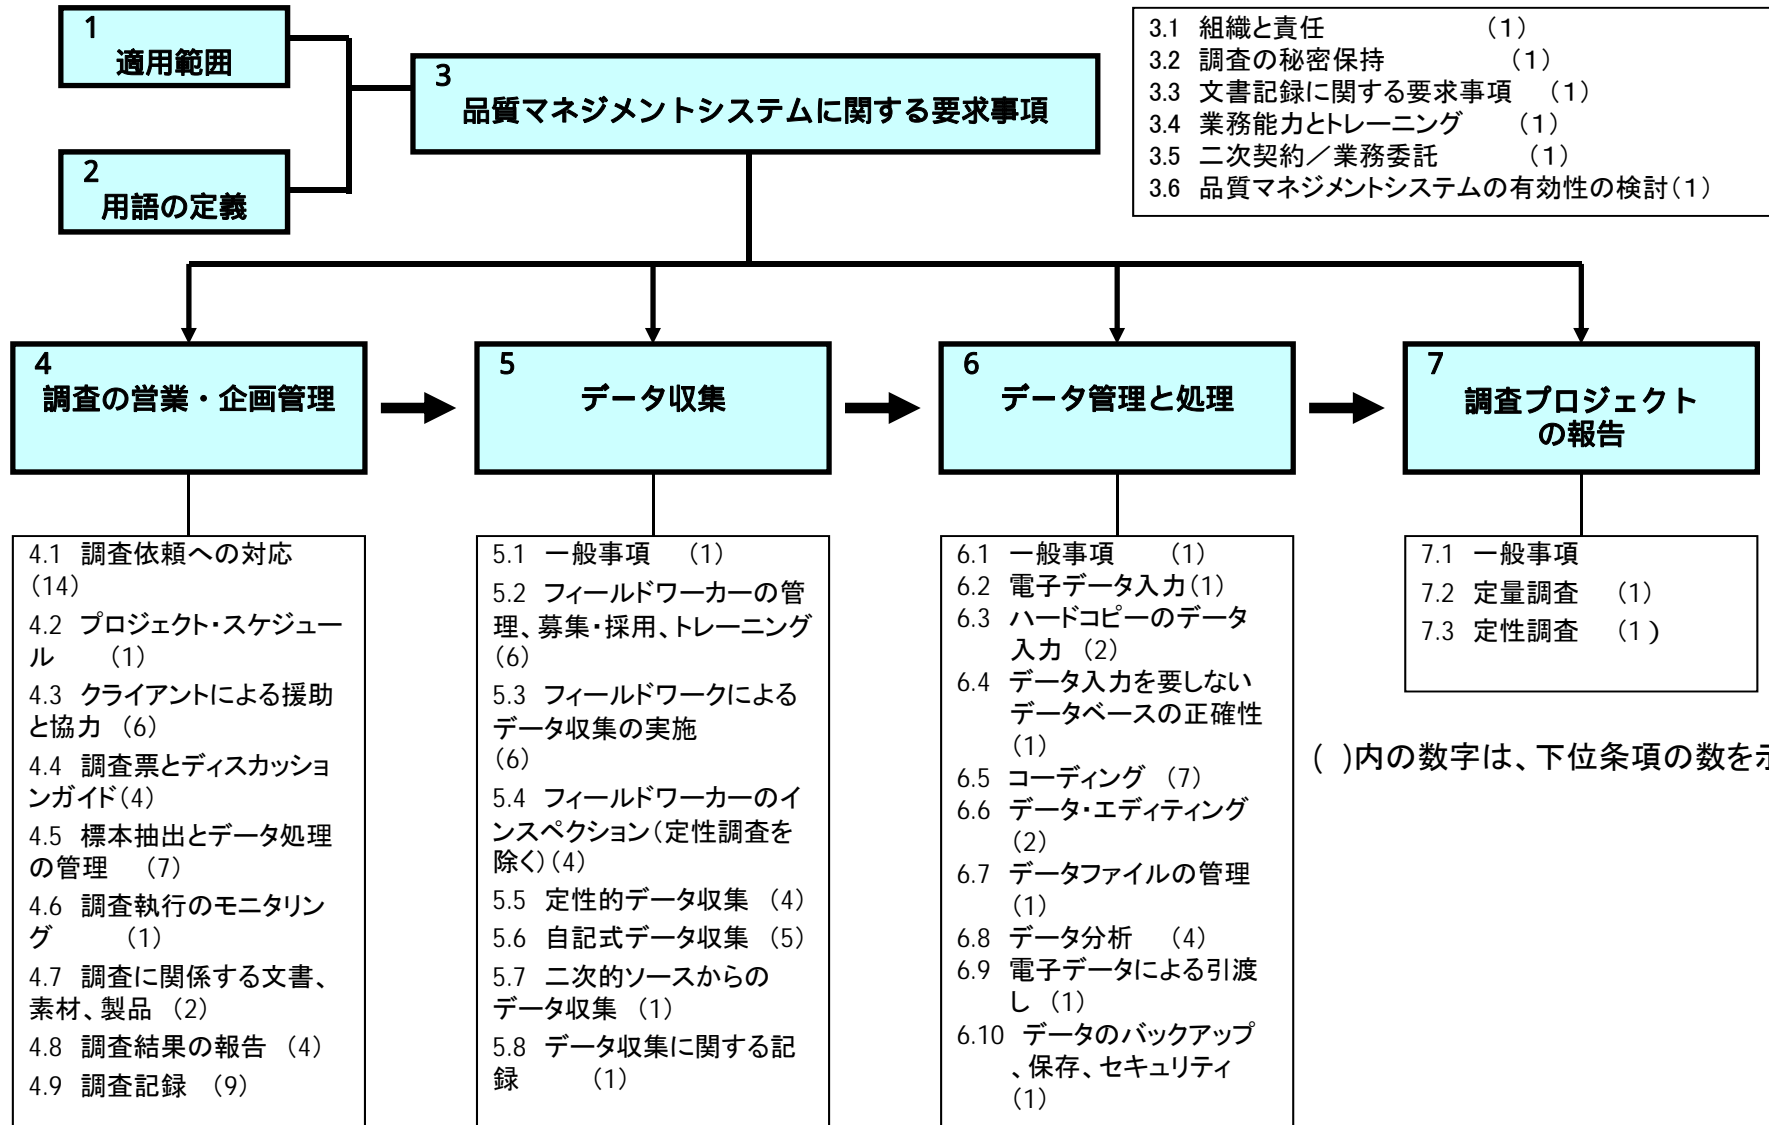 1
適用範囲
2
用語の定義
3
品質マネジメントシステムに関する要求事項
3.1 組織と責任 (1)
3.2 調査の秘密保持 (1)
3.3 文書記録に関する要求事項 (1)
3.4 業務能力とトレーニング (1)
3.5 二次契約／業務委託 (1)
3.6 品質マネジメントシステムの有効性の検討(1)
4
調査の営業・企画管理
4.1 調査依頼への対応
(14)
4.2 プロジェクト・スケジュー
ル (1)
4.3 クライアントによる援助
と協力 (6)
4.4 調査票とディスカッショ
ンガイド(4)
4.5 標本抽出とデータ処理
の管理 (7)
4.6 調査執行のモニタリン
グ (1)
4.7 調査に関係する文書、
素材、製品 (2)
4.8 調査結果の報告 (4)
4.9 調査記録 (9)
5
データ収集
5.1 一般事項 (1)
5.2 フィールドワーカーの管
理、募集・採用、トレーニング
(6)
5.3 フィールドワークによる
データ収集の実施
(6)
5.4 フィールドワーカーのイ
ンスペクション(定性調査を
除く)(4)
5.5 定性的データ収集 (4)
5.6 自記式データ収集 (5)
5.7 二次的ソースからの
データ収集 (1)
5.8 データ収集に関する記
録 (1)
6
データ管理と処理
6.1 一般事項 (1)
6.2 電子データ入力(1)
6.3 ハードコピーのデータ
入力 (2)
6.4 データ入力を要しない
データベースの正確性
(1)
6.5 コーディング (7)
6.6 データ・エディティング
(2)
6.7 データファイルの管理
(1)
6.8 データ分析 (4)
6.9 電子データによる引渡
し (1)
6.10 データのバックアップ
、保存、セキュリティ
(1)
7
調査プロジェクト
の報告
7.1 一般事項
7.2 定量調査 (1)
7.3 定性調査 (1)
( )内の数字は、下位条項の数を